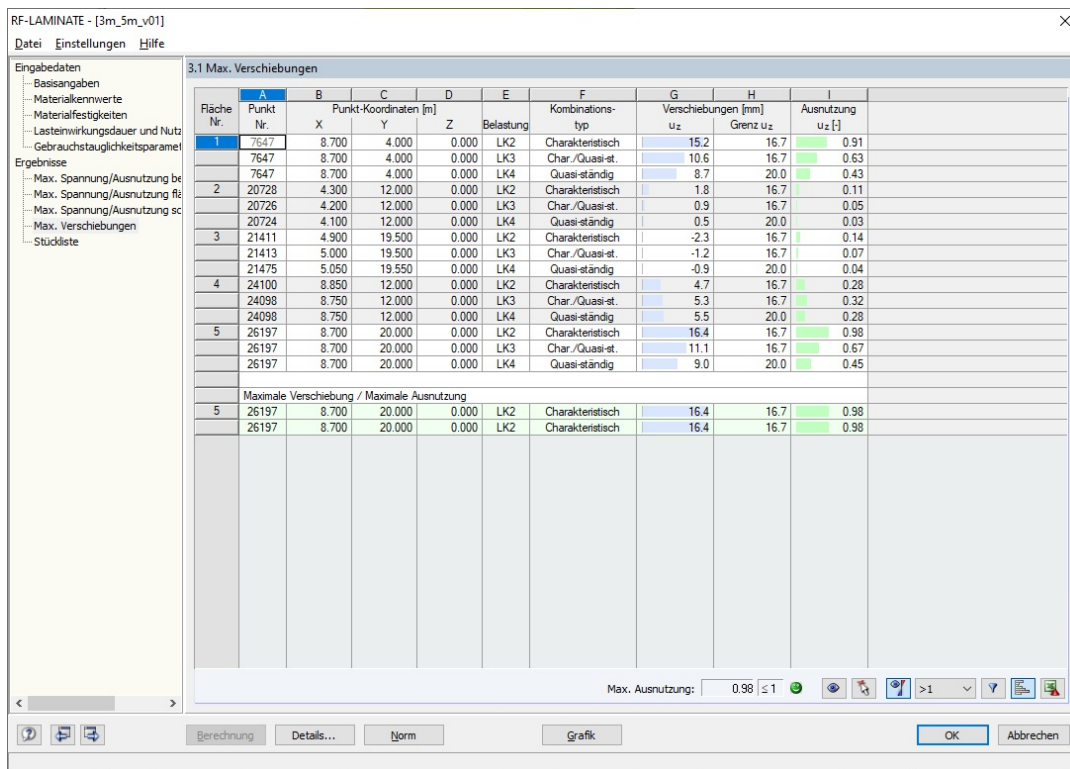 RF-LAMINATE - [3m_5m_v01]
Datei Einstellungen Hilfe
Eingabedaten
Basisangaben
Materialkennwerte
Materialfestigkeiten
Lasteinwirkungsdauer und Nutz
Gebrauchstauglichkeitsparamet
Ergebnisse
Max. Spannung/Ausnutzung be
Max. Spannung/Ausnutzung flä
Max. Spannung/Ausnutzung sc
Max. Verschiebungen
Stückliste
3.1 Max. Verschiebungen
A B C D E F G H I
Fläche Punkt Punkt-Koordinaten [m] Kombinations- Verschiebungen [mm] Ausnutzung
Nr. Nr. X Y Z Belastung typ uz Grenz uz uz [-]
1 7647 8.700 4.000 0.000 LK2 Charakteristisch 15.2 16.7 0.91
7647 8.700 4.000 0.000 LK3 Char./Quasi-st. 10.6 16.7 0.63
7647 8.700 4.000 0.000 LK4 Quasi-ständig 8.7 20.0 0.43
2 20728 4.300 12.000 0.000 LK2 Charakteristisch 1.8 16.7 0.11
20726 4.200 12.000 0.000 LK3 Char./Quasi-st. 0.9 16.7 0.05
20724 4.100 12.000 0.000 LK4 Quasi-ständig 0.5 20.0 0.03
3 21411 4.900 19.500 0.000 LK2 Charakteristisch -2.3 16.7 0.14
21413 5.000 19.500 0.000 LK3 Char./Quasi-st. -1.2 16.7 0.07
21475 5.050 19.550 0.000 LK4 Quasi-ständig -0.9 20.0 0.04
4 24100 8.850 12.000 0.000 LK2 Charakteristisch 4.7 16.7 0.28
24098 8.750 12.000 0.000 LK3 Char./Quasi-st. 5.3 16.7 0.32
24098 8.750 12.000 0.000 LK4 Quasi-ständig 5.5 20.0 0.28
5 26197 8.700 20.000 0.000 LK2 Charakteristisch 16.4 16.7 0.98
26197 8.700 20.000 0.000 LK3 Char./Quasi-st. 11.1 16.7 0.67
26197 8.700 20.000 0.000 LK4 Quasi-ständig 9.0 20.0 0.45
Maximale Verschiebung / Maximale Ausnutzung
5 26197 8.700 20.000 0.000 LK2 Charakteristisch 16.4 16.7 0.98
26197 8.700 20.000 0.000 LK2 Charakteristisch 16.4 16.7 0.98
Max. Ausnutzung: 0.98 ≤ 1 >1
Berechnung Details... Norm Grafik OK Abbrechen